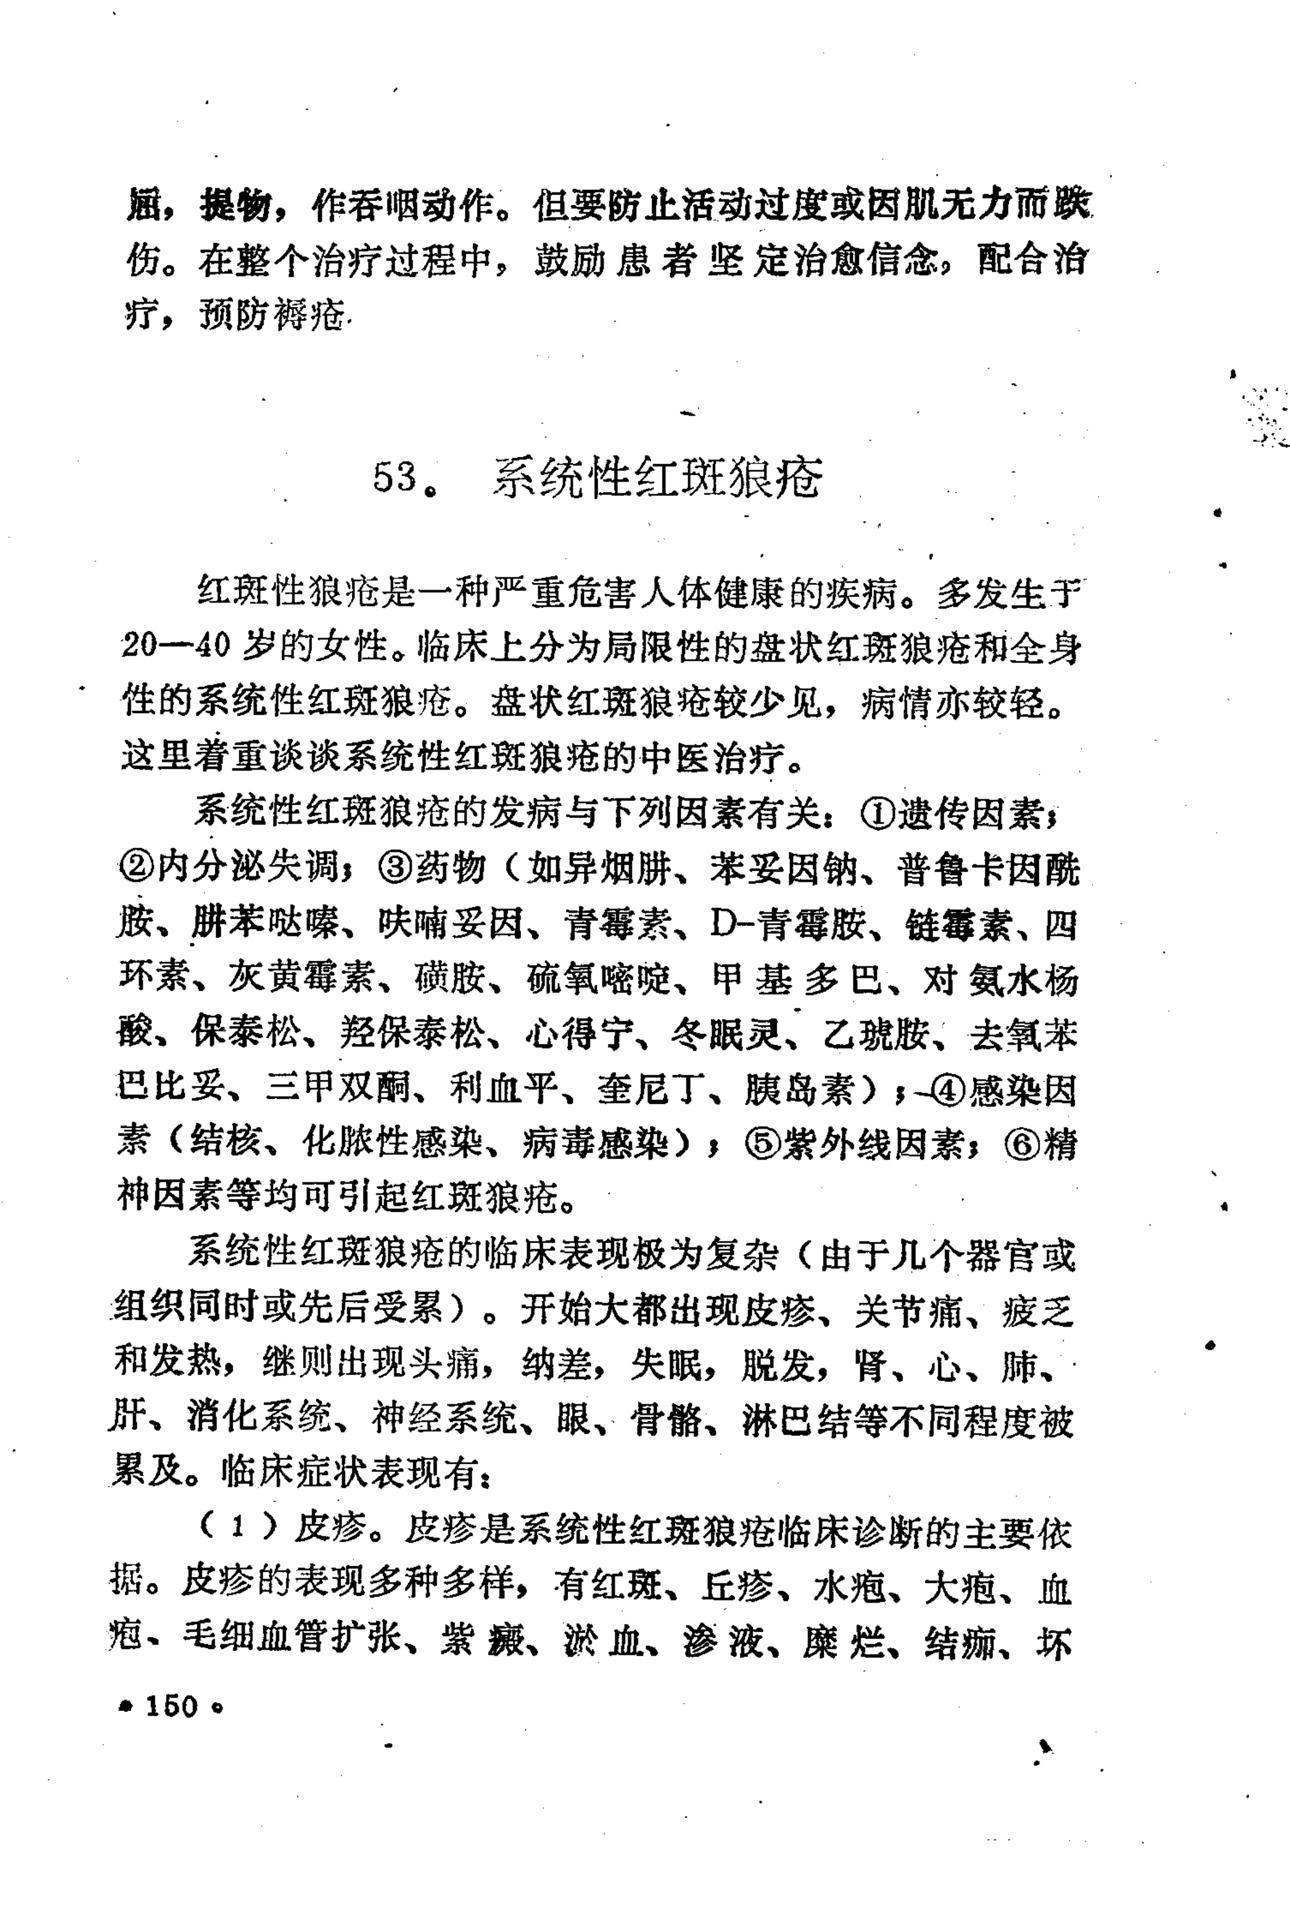 屈，提物，作吞咽动作。但要防止活动过度或因肌无力而跌
伤。在整个治疗过程中，鼓励患者坚定治愈信念，配合治
疗，预防褥疮.
53。 系统性红斑狼疮
红斑性狼疮是一种严重危害人体健康的疾病。多发生于
20—40岁的女性。临床上分为局限性的盘状红斑狼疮和全身
性的系统性红斑狼疮。盘状红斑狼疮较少见，病情亦较轻。
这里着重谈谈系统性红斑狼疮的中医治疗。
系统性红斑狼疮的发病与下列因素有关：①遗传因素；
②内分泌失调；③药物（如异烟肼、苯妥因钠、普鲁卡因酰
胺、肼苯哒嗪、呋喃妥因、青霉素、D-青霉胺、链霉素、四
环素、灰黄霉素、磺胺、硫氧嘧啶、甲基多巴、对氨水杨
酸、保泰松、羟保泰松、心得宁、冬眠灵、乙琥胺、去氧苯
巴比妥、三甲双酮、利血平、奎尼丁、胰岛素）；④感染因
素（结核、化脓性感染、病毒感染）；⑤紫外线因素；⑥精
神因素等均可引起红斑狼疮。
系统性红斑狼疮的临床表现极为复杂（由于几个器官或
组织同时或先后受累）。开始大都出现皮疹、关节痛、疲乏
和发热，继则出现头痛，纳差，失眠，脱发，肾、心、肺、
肝、消化系统、神经系统、眼、骨骼、淋巴结等不同程度被
累及。临床症状表现有：
（1）皮疹。皮疹是系统性红斑狼疮临床诊断的主要依
据。皮疹的表现多种多样，有红斑、丘疹、水疱、大疱、血
疱、毛细血管扩张、紫癜、淤血、渗液、糜烂、结痂、坏
• 150 •